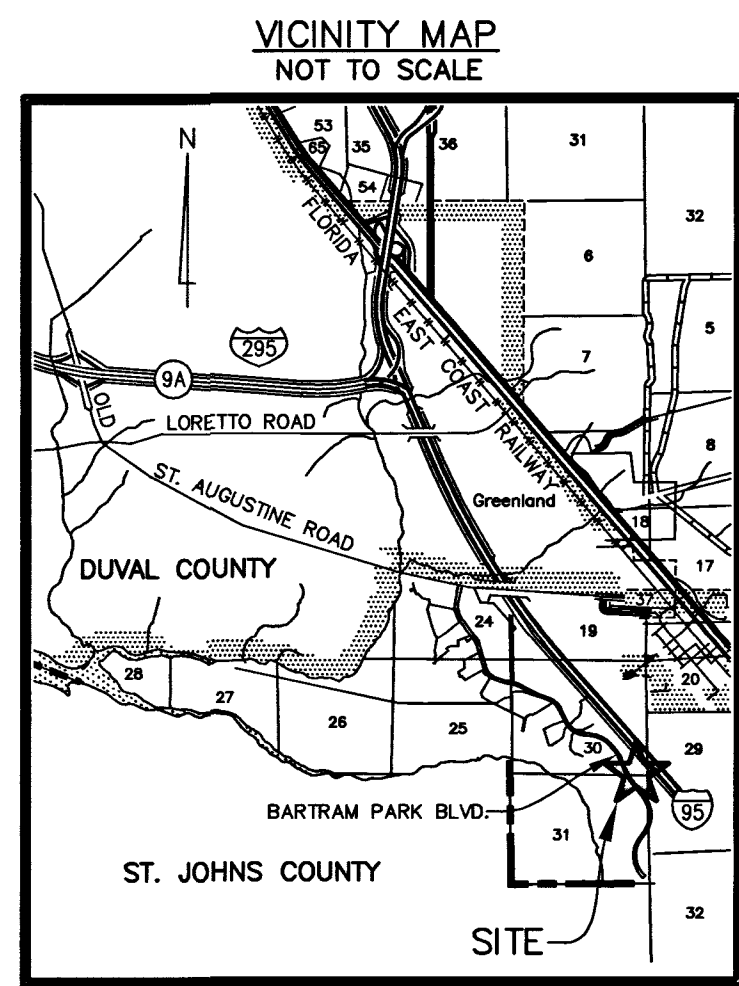 VICINITY MAP
NOT TO SCALE
N
53
65
35
36
31
54
32
FLORIDA
EAST COAST RAILWAY
6
5
295
9A
7
OLD
LORETTO ROAD
8
ST. AUGUSTINE ROAD
Greenland
18
17
DUVAL COUNTY
37
24
19
20
28
27
26
25
30
29
BARTRAM PARK BLVD.
95
31
ST. JOHNS COUNTY
32
SITE